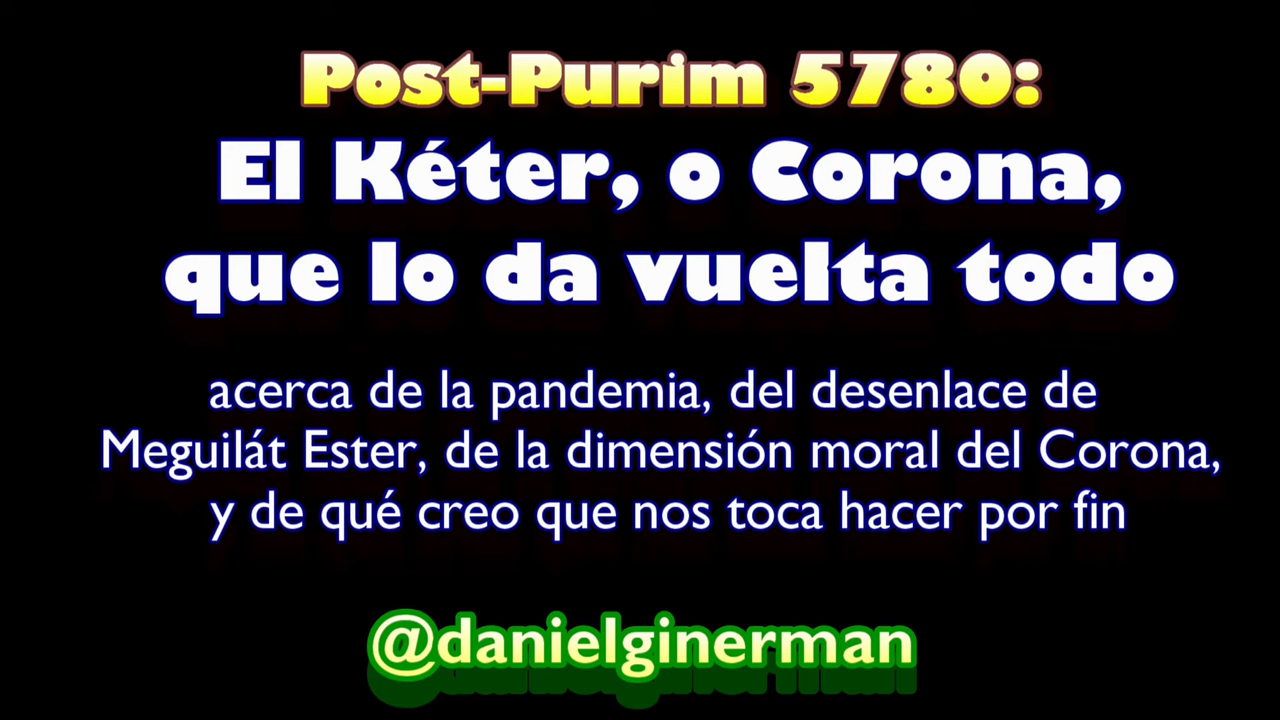 Post-Purim 5780:
El Kéter, o Corona,
que lo da vuelta todo
acerca de la pandemia, del desenlace de
Meguilát Ester, de la dimensión moral del Corona,
y de qué creo que nos toca hacer por fin
@danielginerman